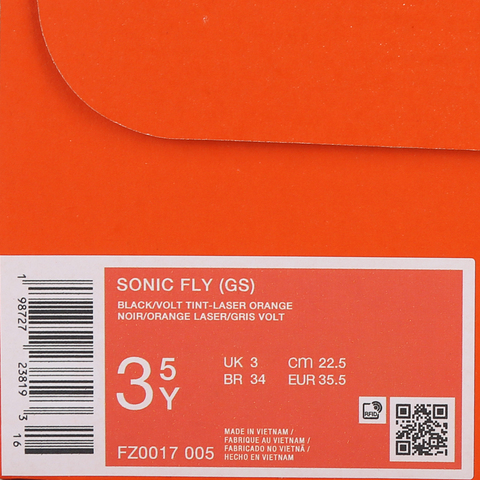 SONIC FLY (GS)
BLACK/VOLT TINT-LASER ORANGE
NOIR/ORANGE LASER/GRIS VOLT
3 5Y
UK 3 cm 22.5
BR 34 EUR 35.5
RFID
MADE IN VIETNAM /
FABRIQUE AU VIETNAM /
FABRICADO NO VIETNÃ /
HECHO EN VIETNAM
FZ0017 005
1 98727 23819 3
16